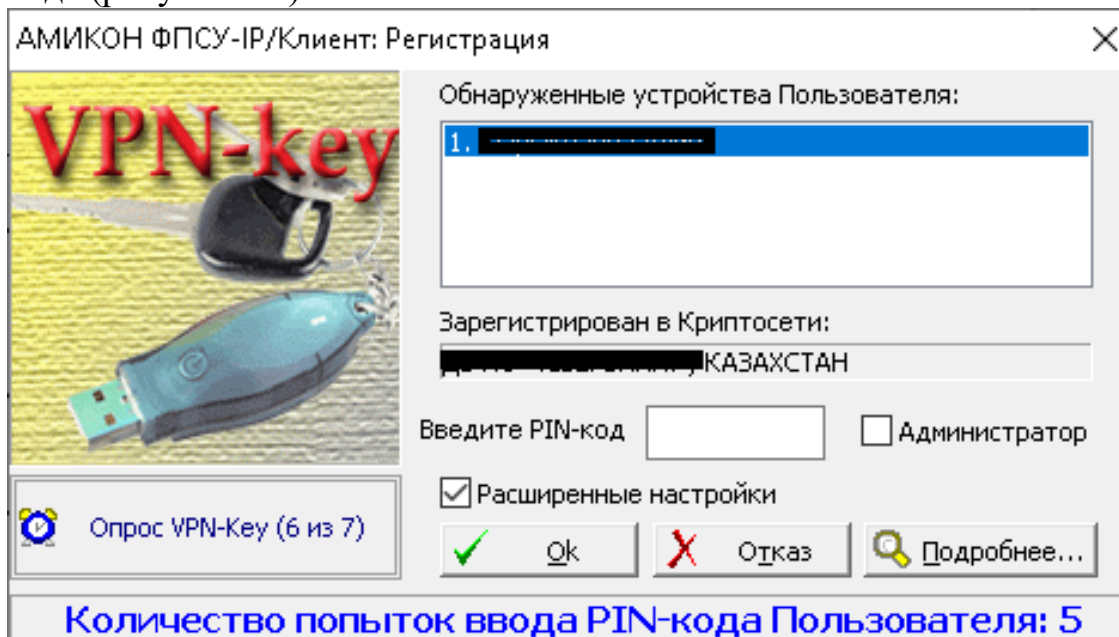 АМИКОН ФПСУ-IP/Клиент: Регистрация
VPN-key
Обнаруженные устройства Пользователя:
1.
Зарегистрирован в Криптосети:
КАЗАХСТАН
Введите PIN-код
Администратор
Расширенные настройки
Опрос VPN-Key (6 из 7)
Ok
Отказ
Подробнее...
Количество попыток ввода PIN-кода Пользователя: 5